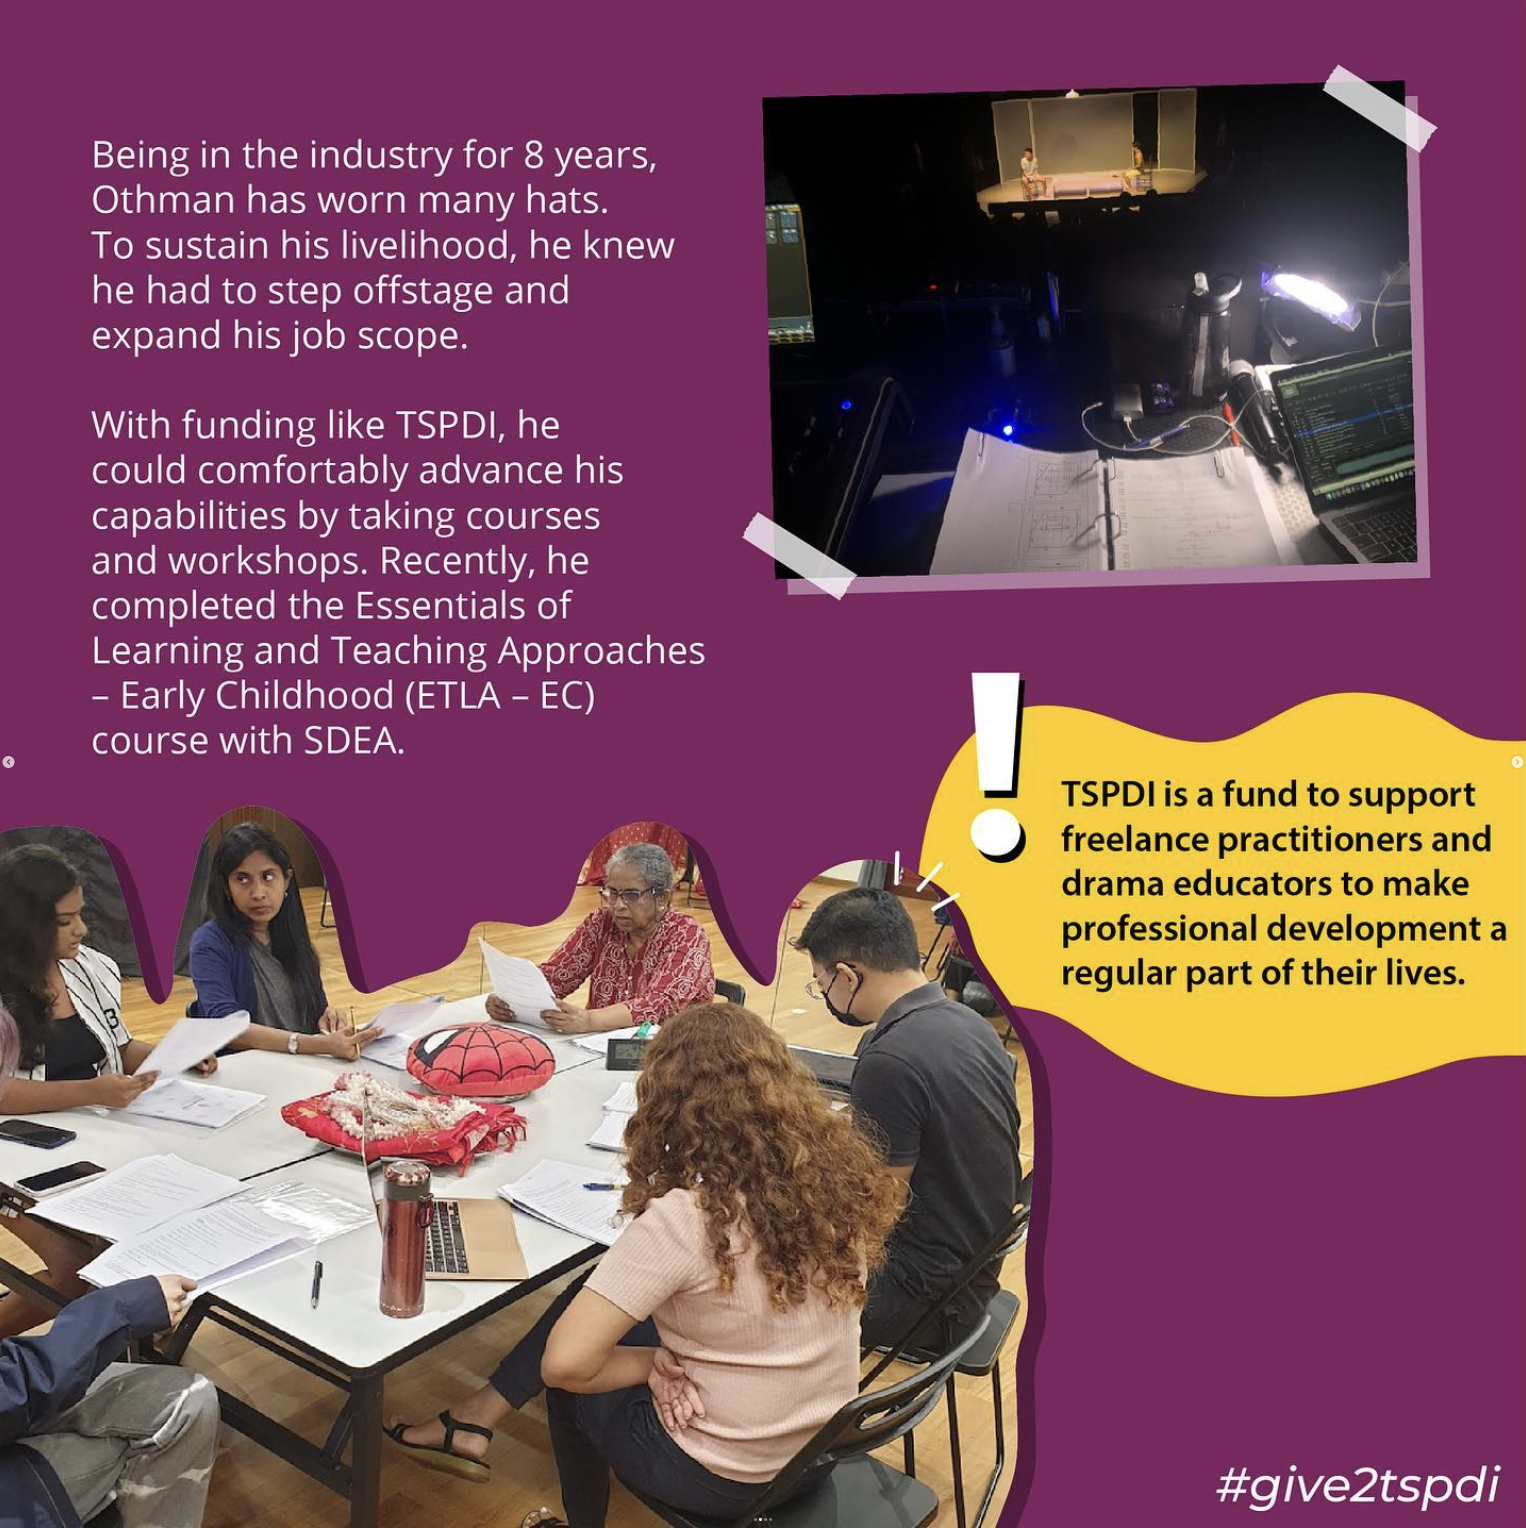 Being in the industry for 8 years,
Othman has worn many hats.
To sustain his livelihood, he knew
he had to step offstage and
expand his job scope.
With funding like TSPDI, he
could comfortably advance his
capabilities by taking courses
and workshops. Recently, he
completed the Essentials of
Learning and Teaching Approaches
– Early Childhood (ETLA – EC)
course with SDEA.
TSPDI is a fund to support
freelance practitioners and
drama educators to make
professional development a
regular part of their lives.
#give2tspdi